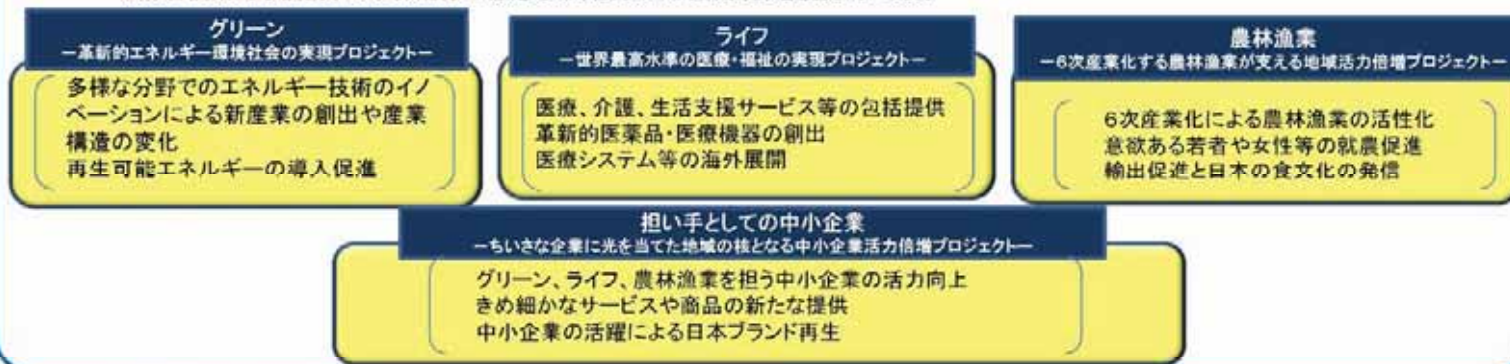 グリーン
－革新的エネルギー環境社会の実現プロジェクト－
多様な分野でのエネルギー技術のイノ
ベーションによる新産業の創出や産業
構造の変化
再生可能エネルギーの導入促進
ライフ
－世界最高水準の医療・福祉の実現プロジェクト－
医療、介護、生活支援サービス等の包括提供
革新的医薬品・医療機器の創出
医療システム等の海外展開
農林漁業
－6次産業化する農林漁業が支える地域活力倍増プロジェクト－
6次産業化による農林漁業の活性化
意欲ある若者や女性等の就農促進
輸出促進と日本の食文化の発信
担い手としての中小企業
－ちいさな企業に光を当てた地域の核となる中小企業活力倍増プロジェクト－
グリーン、ライフ、農林漁業を担う中小企業の活力向上
きめ細かなサービスや商品の新たな提供
中小企業の活躍による日本ブランド再生